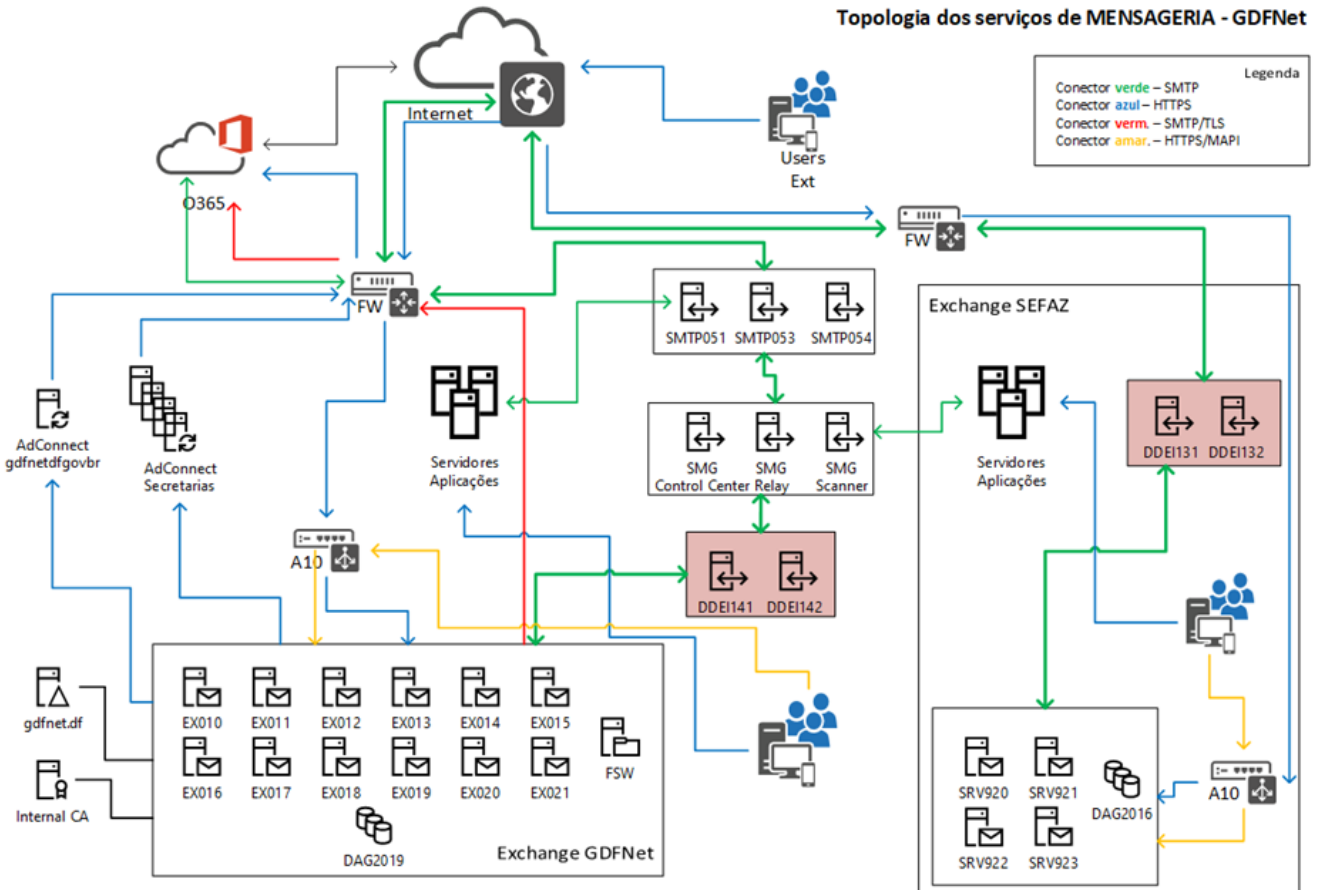 Topologia dos serviços de MENSAGERIA - GDFNet
Legenda
Conector verde – SMTP
Conector azul – HTTPS
Conector verm. – SMTP/TLS
Conector amar. – HTTPS/MAPI
Internet
Users
Ext
O365
FW
FW
SMTP051 SMTP053 SMTP054
Exchange SEFAZ
AdConnect
gdfnetdfgovbr
AdConnect
Secretarias
Servidores
Aplicações
SMG
Control Center
SMG
Relay
SMG
Scanner
Servidores
Aplicações
DDEI131 DDEI132
A10
DDEI141 DDEI142
gdfnet.df
Internal CA
EX010 EX011 EX012 EX013 EX014 EX015
FSW
EX016 EX017 EX018 EX019 EX020 EX021
DAG2019
Exchange GDFNet
SRV920 SRV921
DAG2016
A10
SRV922 SRV923